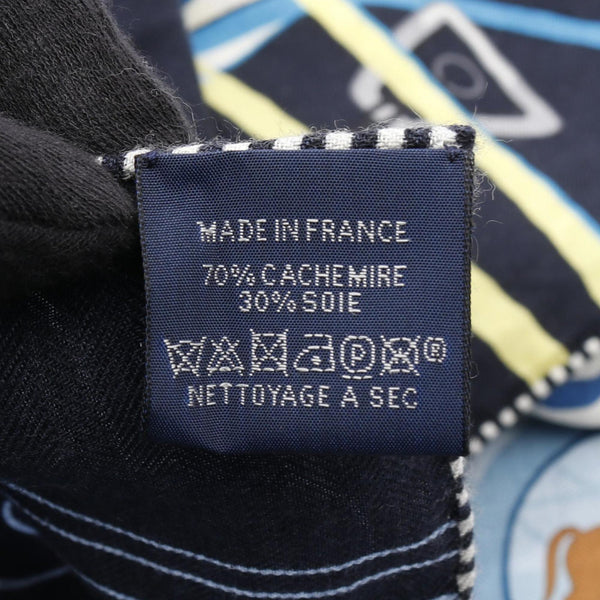 MADE IN FRANCE
70% CACHEMIRE
30% SOIE
P ®
NETTOYAGE A SEC